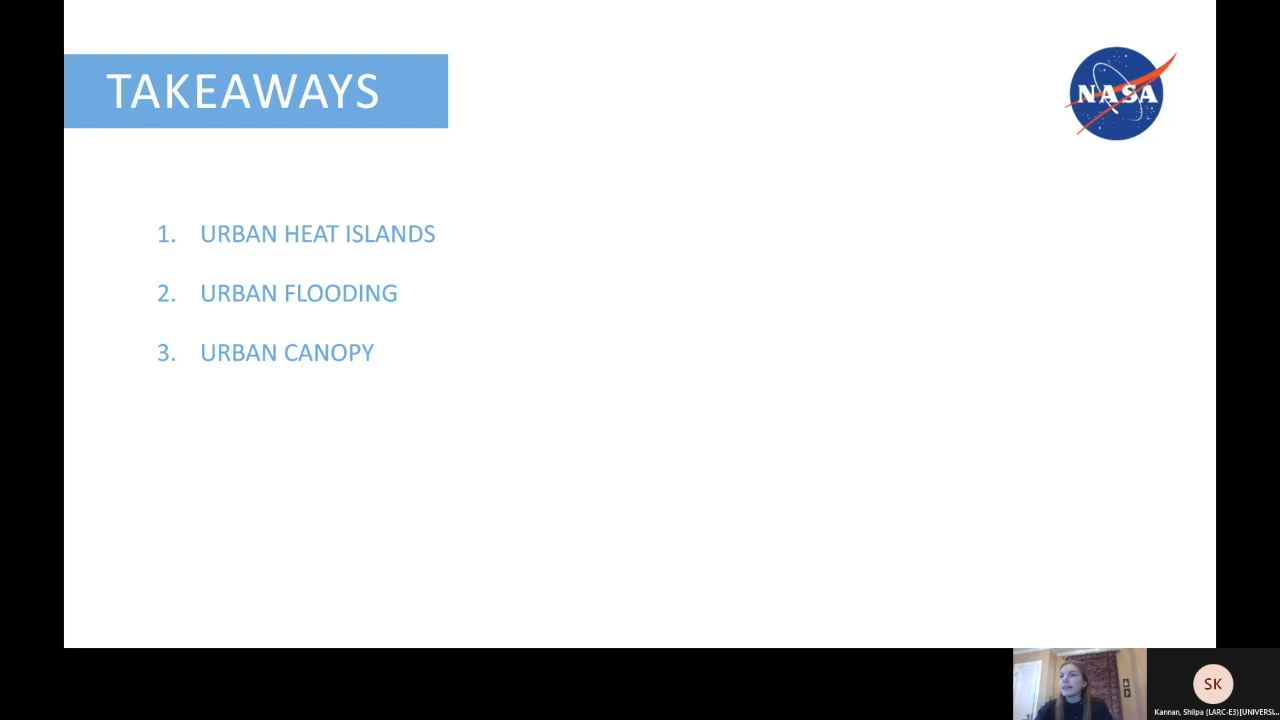 TAKEAWAYS
NASA
1. URBAN HEAT ISLANDS
2. URBAN FLOODING
3. URBAN CANOPY
SK
Kannan, Shilpa (LARC-E3)[UNIVERSI...